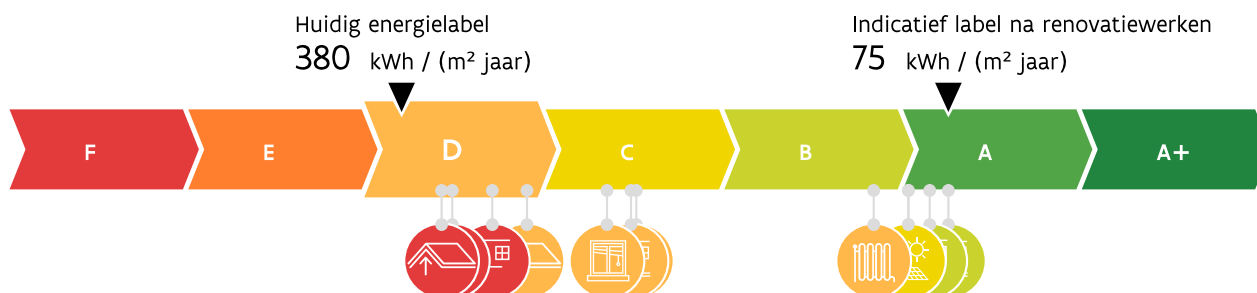 Huidig energielabel
380 kWh / (m² jaar)
Indicatief label na renovatiewerken
75 kWh / (m² jaar)
F E D C B A A+